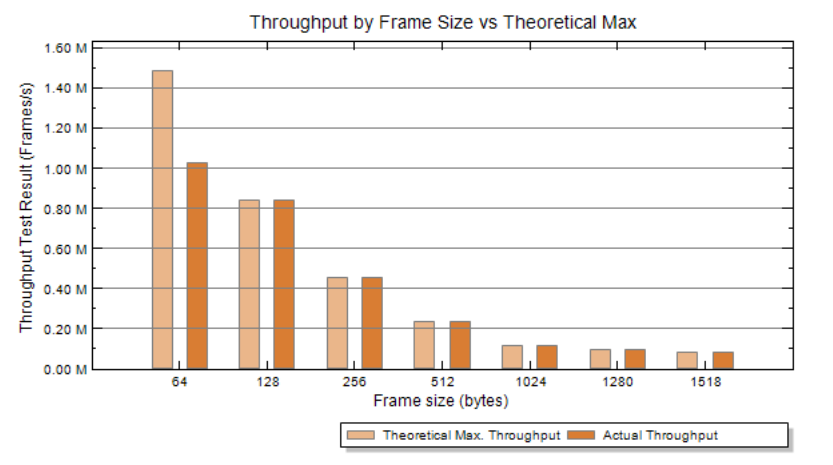 Throughput by Frame Size vs Theoretical Max
Throughput Test Result (Frames/s)
1.60 M
1.40 M
1.20 M
1.00 M
0.80 M
0.60 M
0.40 M
0.20 M
0.00 M
64 128 256 512 1024 1280 1518
Frame size (bytes)
Theoretical Max. Throughput Actual Throughput